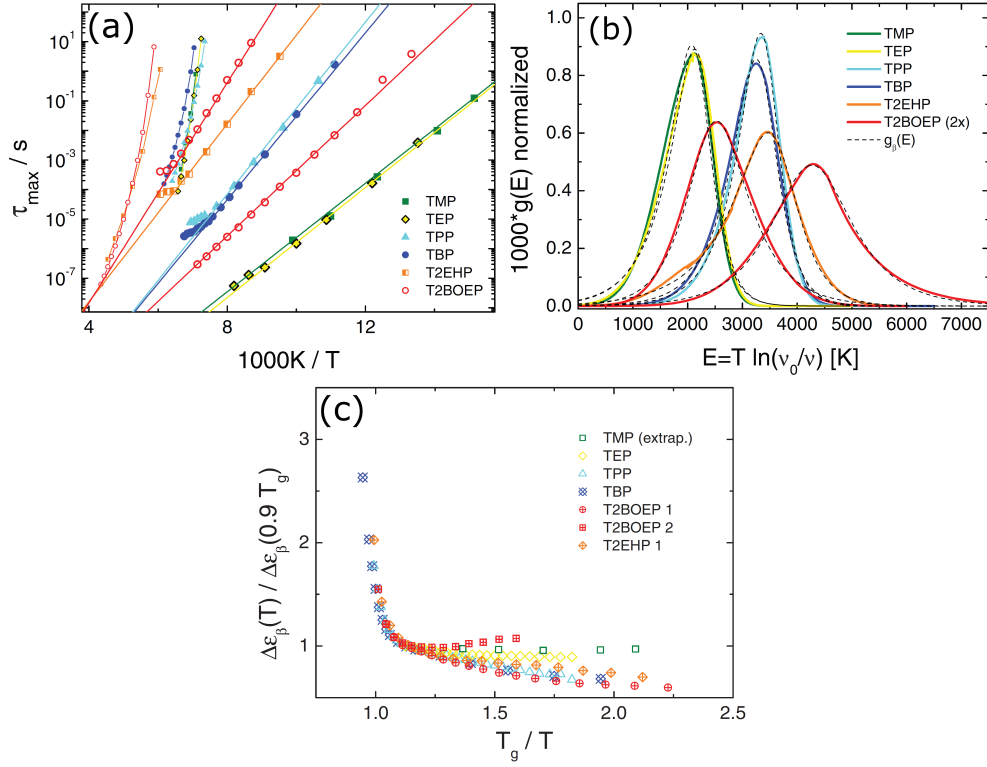 (a)
10¹
10⁻¹
10⁻³
10⁻⁵
10⁻⁷
τmax / s
4
8
12
1000K / T
TMP
TEP
TPP
TBP
T2EHP
T2BOEP
(b)
1.0
0.8
0.6
0.4
0.2
0.0
1000*g(E) normalized
0
1000
2000
3000
4000
5000
6000
7000
E=T ln(ν₀/ν) [K]
TMP
TEP
TPP
TBP
T2EHP
T2BOEP (2x)
gβ(E)
(c)
3
2
1
Δεβ(T) / Δεβ(0.9 Tg)
1.0
1.5
2.0
2.5
Tg / T
TMP (extrap.)
TEP
TPP
TBP
T2BOEP 1
T2BOEP 2
T2EHP 1